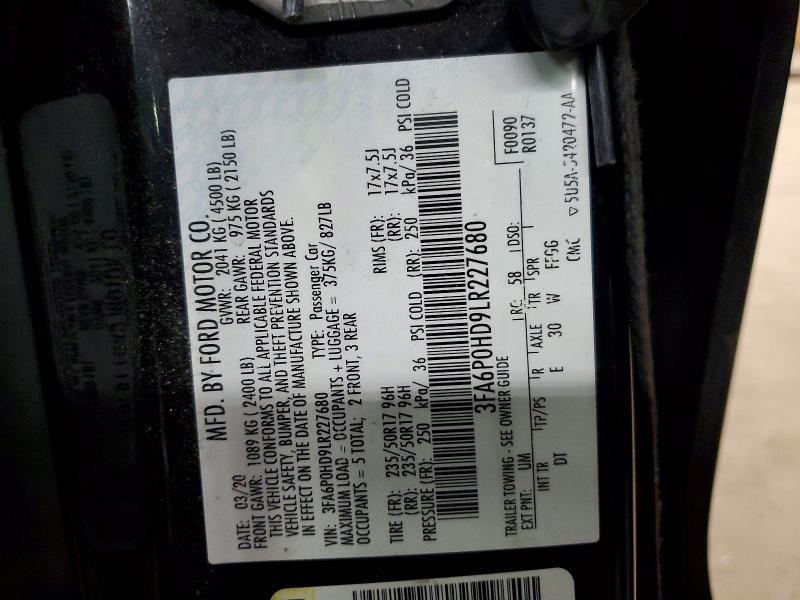 MFD. BY FORD MOTOR CO.
DATE: 03/20 GVWR: 2041 KG ( 4500 LB)
FRONT GAWR: 1089 KG ( 2400 LB) REAR GAWR: 975 KG ( 2150 LB)
THIS VEHICLE CONFORMS TO ALL APPLICABLE FEDERAL MOTOR
VEHICLE SAFETY, BUMPER, AND THEFT PREVENTION STANDARDS
IN EFFECT ON THE DATE OF MANUFACTURE SHOWN ABOVE.
VIN: 3FA6P0HD9LR227680 TYPE: Passenger Car
MAXIMUM LOAD = OCCUPANTS + LUGGAGE = 375KG/ 827LB
OCCUPANTS = 5 TOTAL, 2 FRONT, 3 REAR
TIRE (FR): 235/50R17 96H RIMS (FR): 17x7.5J
(RR): 235/50R17 96H (RR): 17x7.5J
PRESSURE (FR): 250 kPa/ 36 PSI COLD (RR): 250 kPa/ 36 PSI COLD
3FA6P0HD9LR227680
TRAILER TOWING - SEE OWNER GUIDE
F0090
R0137
EXT PNT: UM RC: 58 DSO:
INT TR TP/PS R AXLE TR SPR
DT E 30 W FFGG
5U5A-5420472-AA